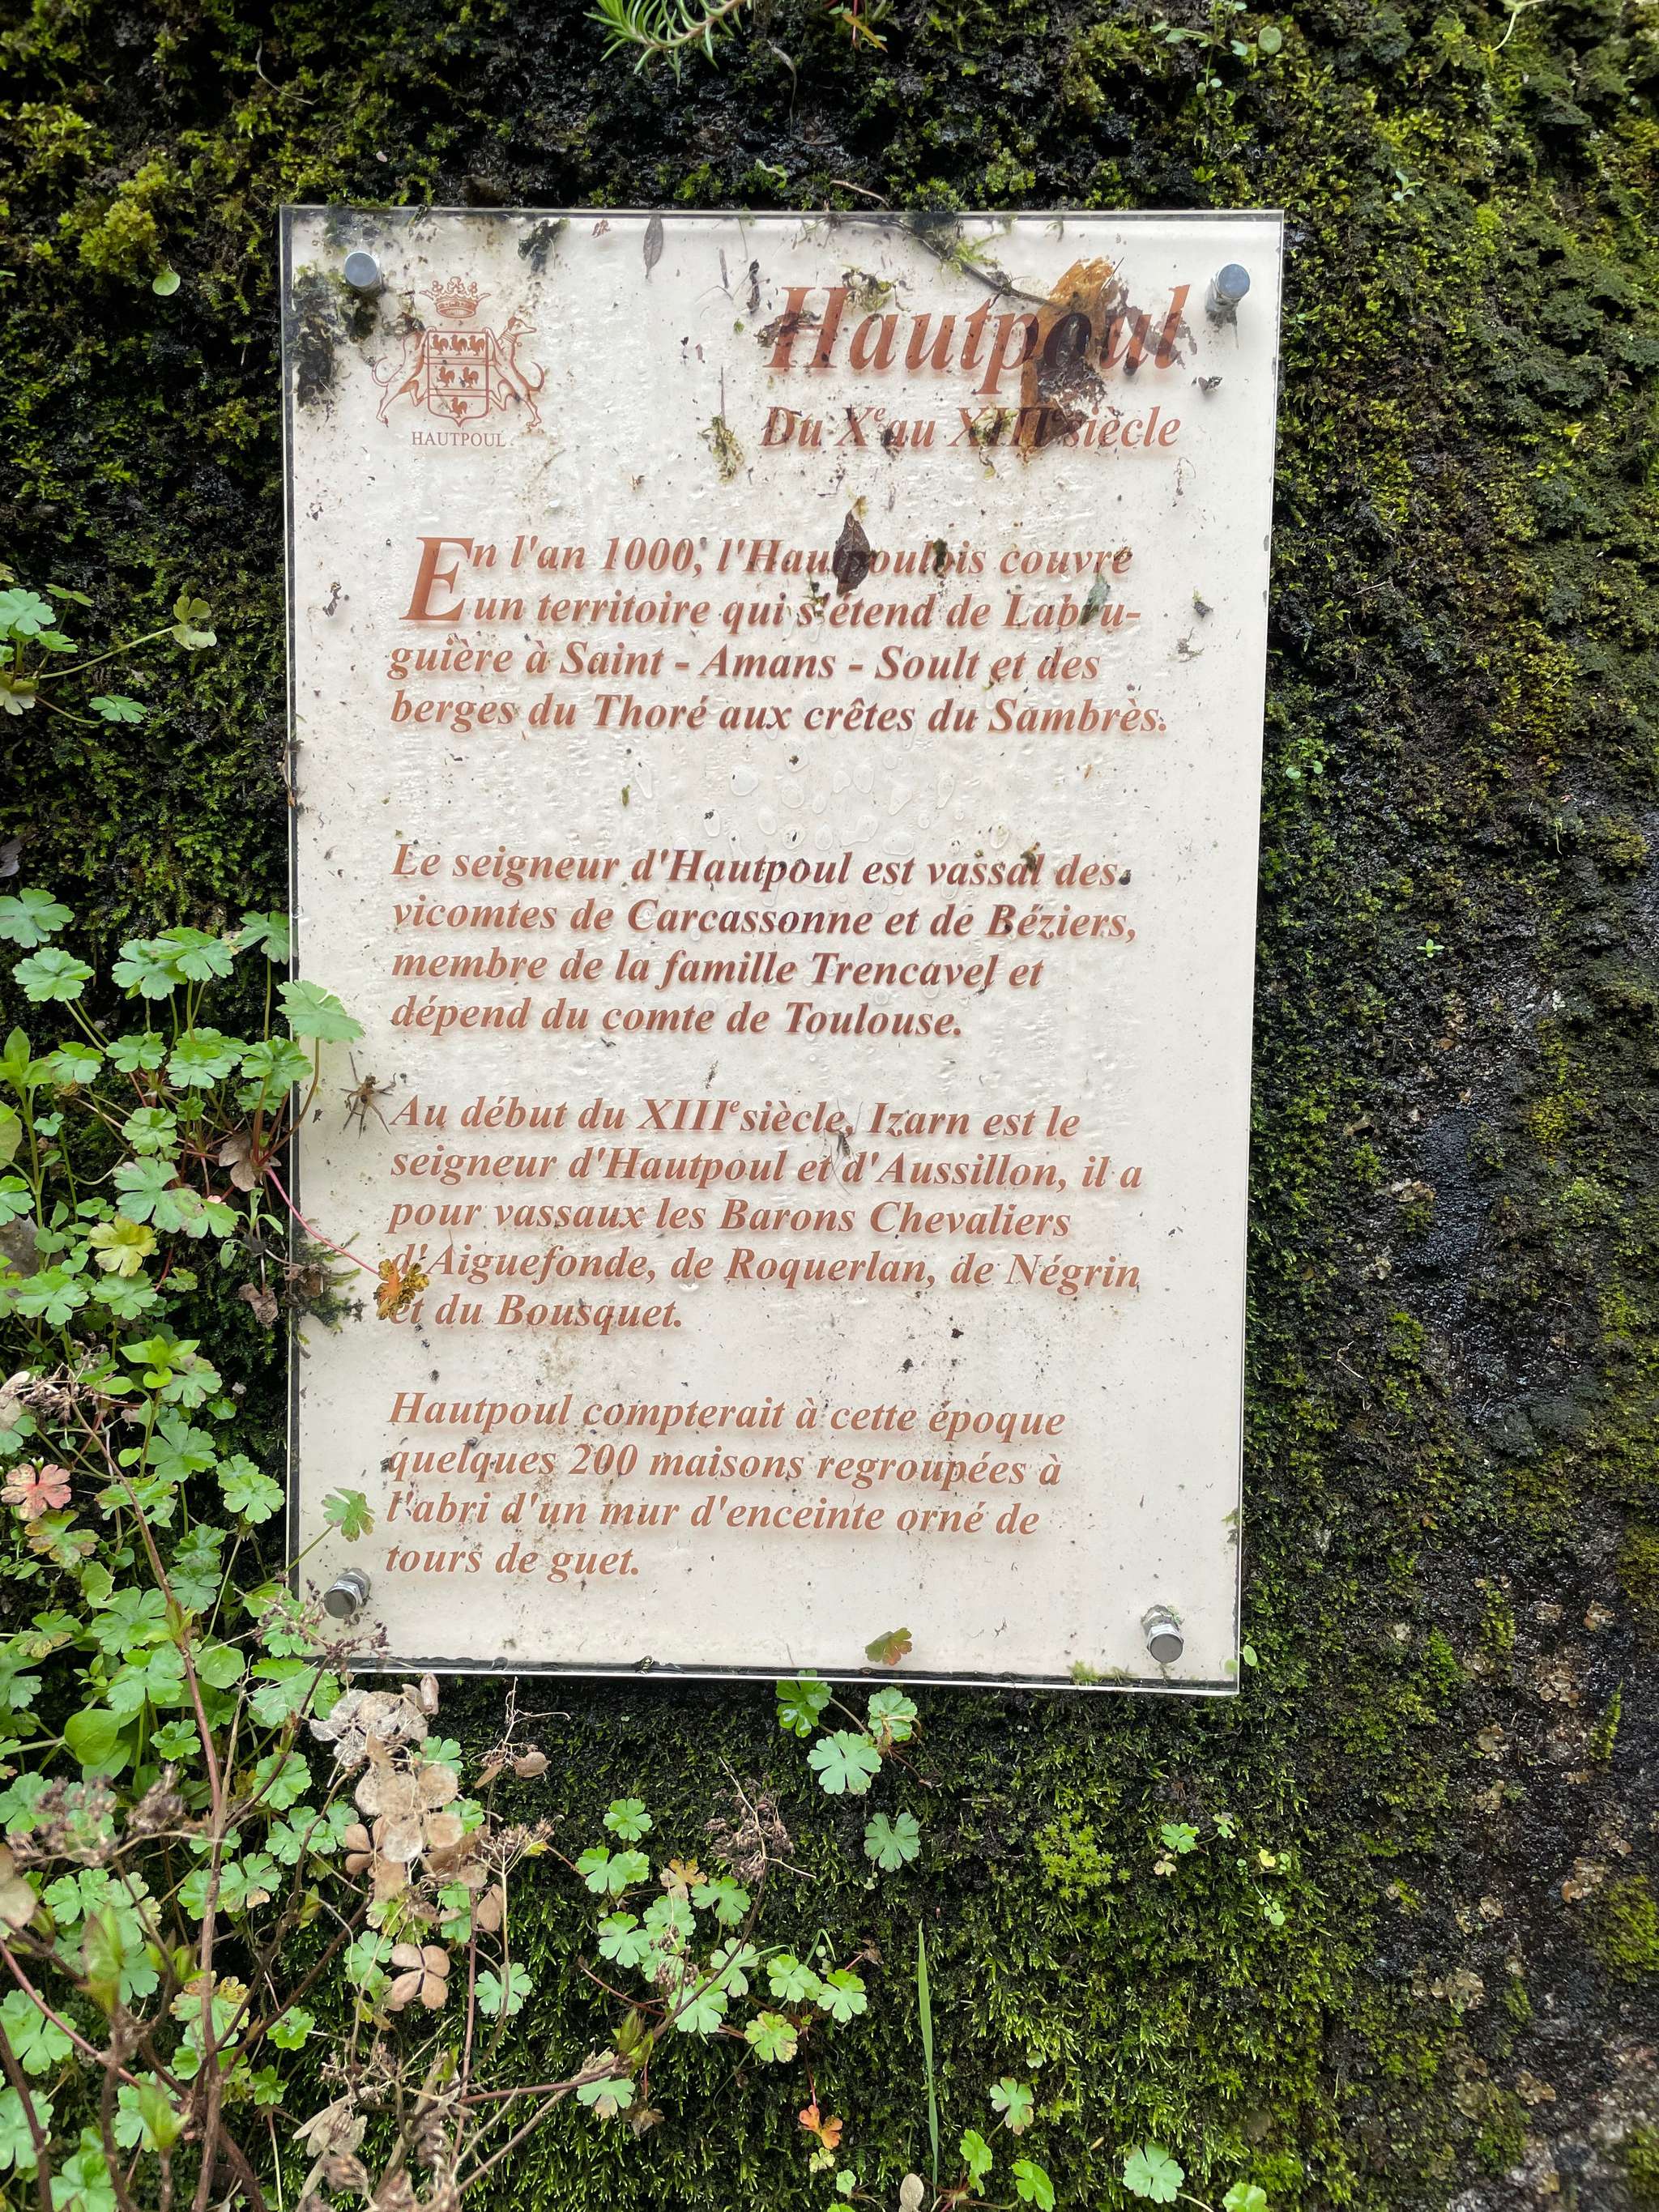 HAUTPOUL
Hautpoul
Du Xe au XIIIe siècle
En l'an 1000, l'Hautpoulois couvre
un territoire qui s'étend de Labru-
guière à Saint - Amans - Soult et des
berges du Thoré aux crêtes du Sambrès.
Le seigneur d'Hautpoul est vassal des
vicomtes de Carcassonne et de Béziers,
membre de la famille Trencavel et
dépend du comte de Toulouse.
Au début du XIIIe siècle, Izarn est le
seigneur d'Hautpoul et d'Aussillon, il a
pour vassaux les Barons Chevaliers
d'Aiguefonde, de Roquerlan, de Négrin
et du Bousquet.
Hautpoul compterait à cette époque
quelques 200 maisons regroupées à
l'abri d'un mur d'enceinte orné de
tours de guet.